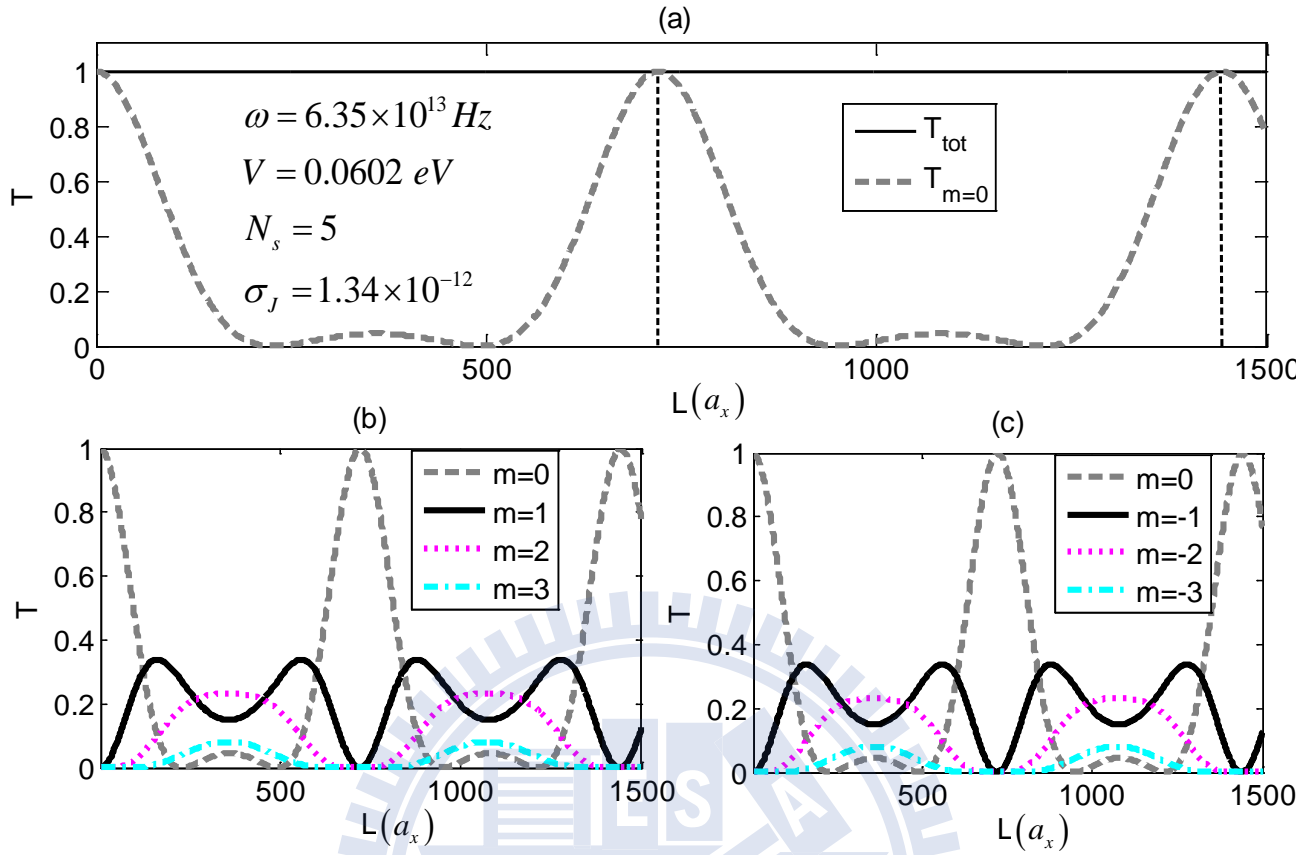 (a)
1
0.8
0.6
0.4
0.2
0
T
ω = 6.35×10¹³ Hz
V = 0.0602 eV
N_s = 5
σ_J = 1.34×10⁻¹²
T_tot
T_m=0
0
500
1000
1500
L(a_x)
(b)
1
0.8
0.6
0.4
0.2
0
T
m=0
m=1
m=2
m=3
500
1000
1500
L(a_x)
(c)
1
0.8
0.6
0.4
0.2
0
T
m=0
m=-1
m=-2
m=-3
500
1000
1500
L(a_x)
E S A